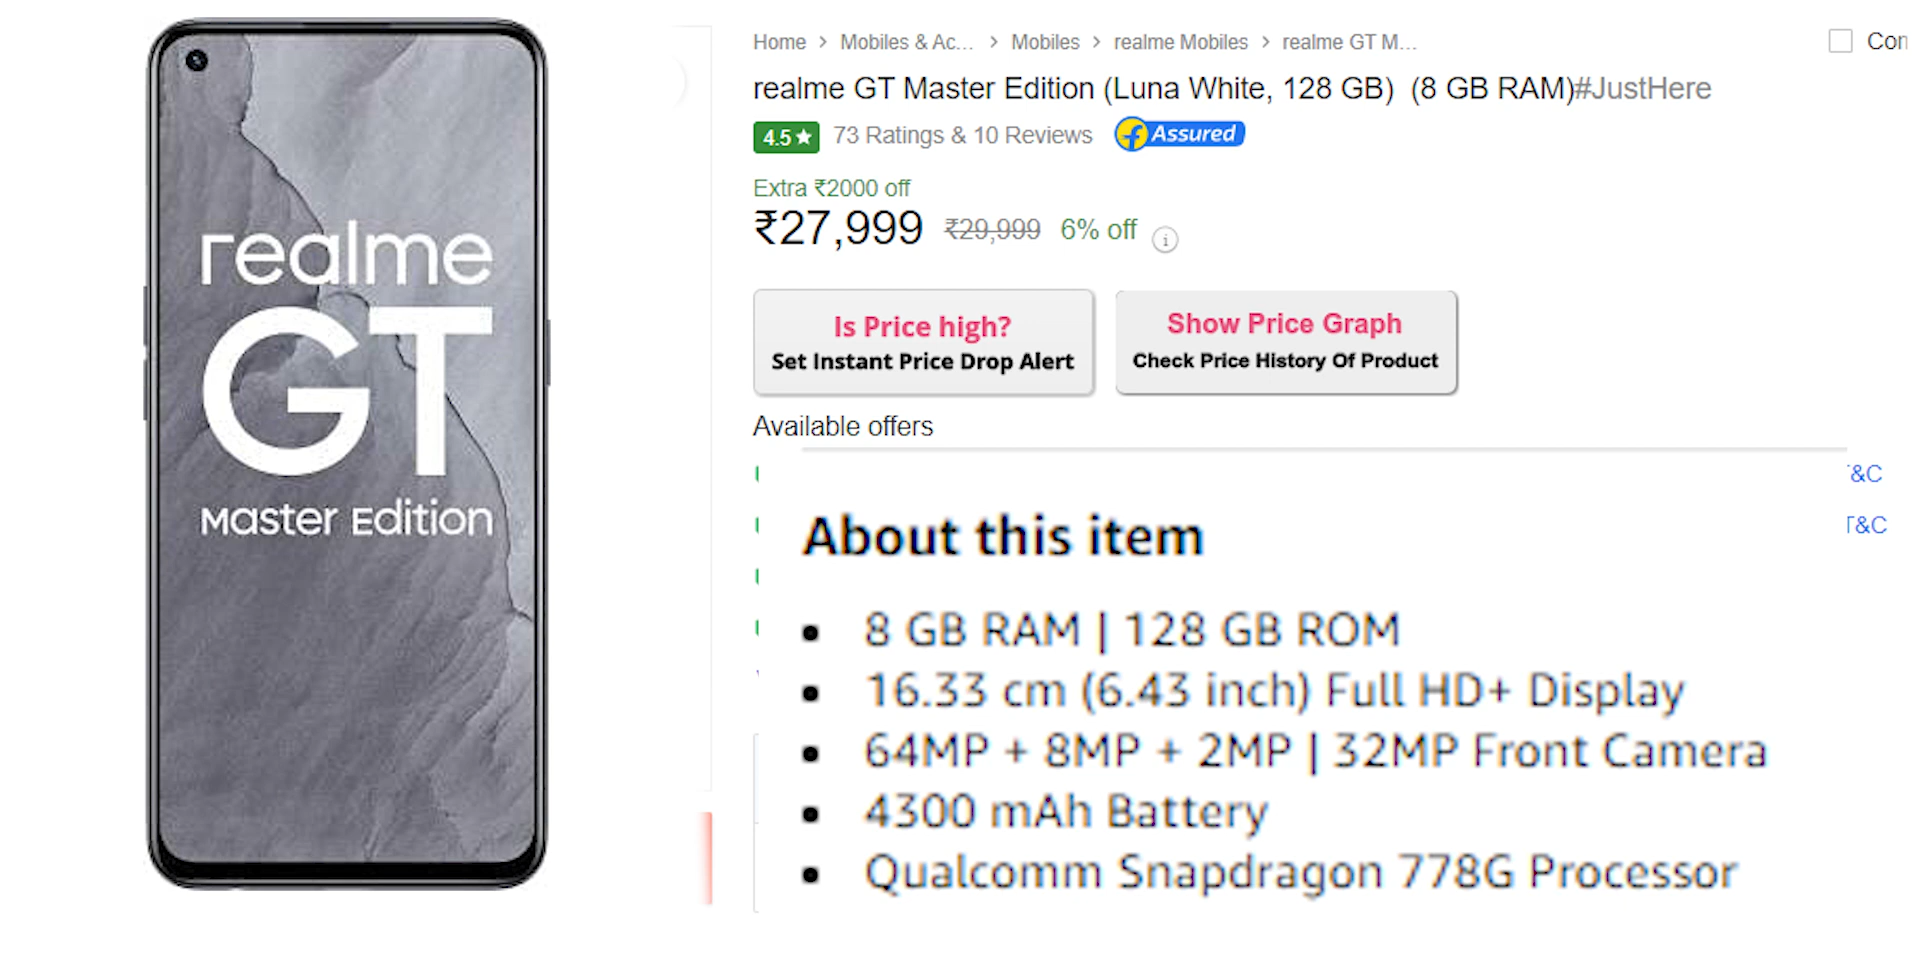 realme
GT
Master Edition
Home > Mobiles & Ac... > Mobiles > realme Mobiles > realme GT M...
Con
realme GT Master Edition (Luna White, 128 GB) (8 GB RAM)#JustHere
4.5★ 73 Ratings & 10 Reviews Assured
Extra ₹2000 off
₹27,999 ₹29,999 6% off i
Is Price high?
Set Instant Price Drop Alert
Show Price Graph
Check Price History Of Product
Available offers
&C
T&C
About this item
• 8 GB RAM | 128 GB ROM
• 16.33 cm (6.43 inch) Full HD+ Display
• 64MP + 8MP + 2MP | 32MP Front Camera
• 4300 mAh Battery
• Qualcomm Snapdragon 778G Processor